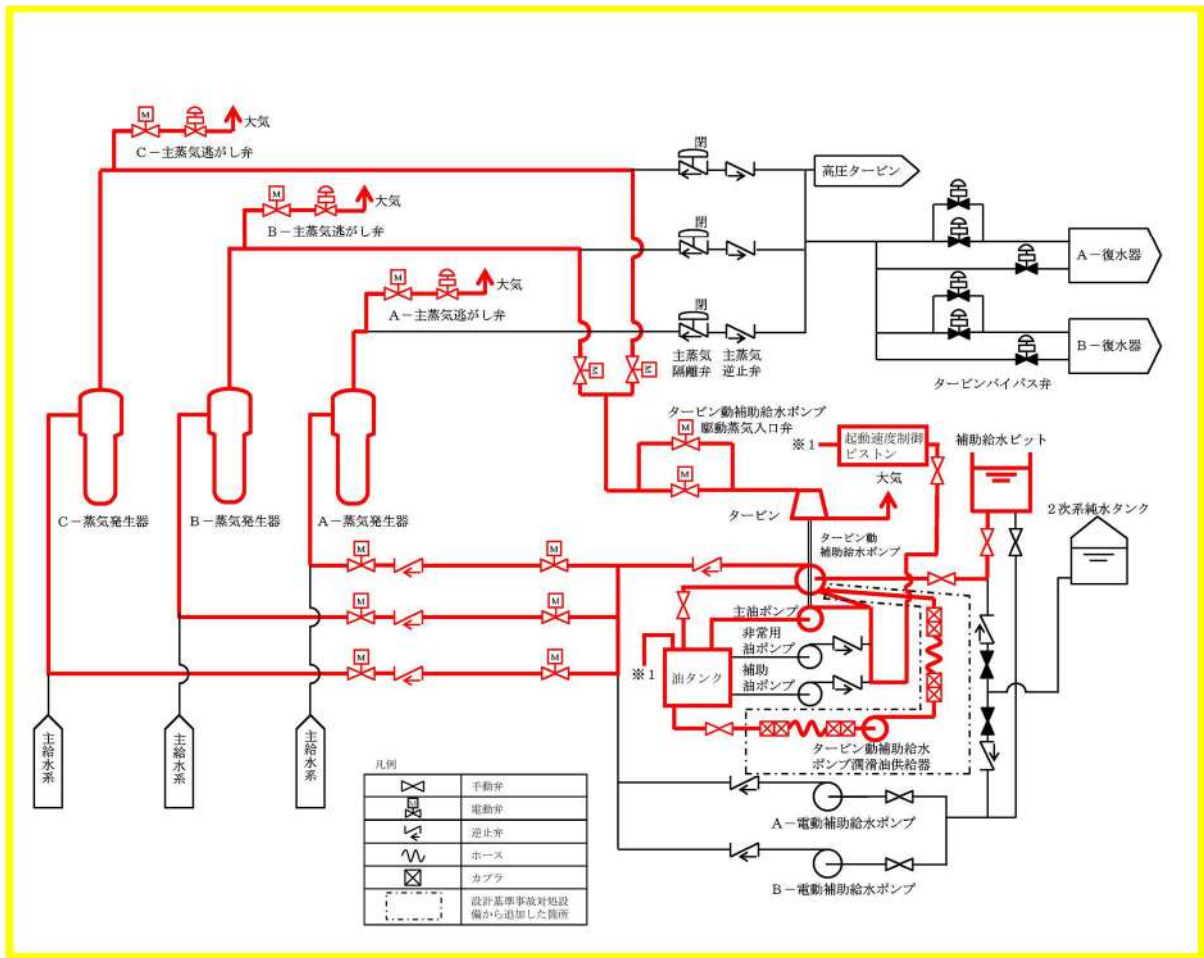 M
大気
C-主蒸気逃がし弁
閉
高圧タービン
M
大気
B-主蒸気逃がし弁
閉
A-復水器
M
大気
A-主蒸気逃がし弁
閉
主蒸気
隔離弁
主蒸気
逆止弁
B-復水器
タービンバイパス弁
M
M
タービン動補助給水ポンプ
駆動蒸気入口弁
M
M
※1
起動速度制御
ピストン
補助給水ピット
大気
2次系純水タンク
C-蒸気発生器
B-蒸気発生器
A-蒸気発生器
タービン
タービン動
補助給水ポンプ
M
M
M
M
M
M
主油ポンプ
非常用
油ポンプ
補助
油ポンプ
※1
油タンク
タービン動補助給水
ポンプ潤滑油供給器
主給水系
主給水系
主給水系
A-電動補助給水ポンプ
B-電動補助給水ポンプ
凡例
手動弁
M
電動弁
逆止弁
ホース
カプラ
設計基準事故対処設
備から追加した箇所